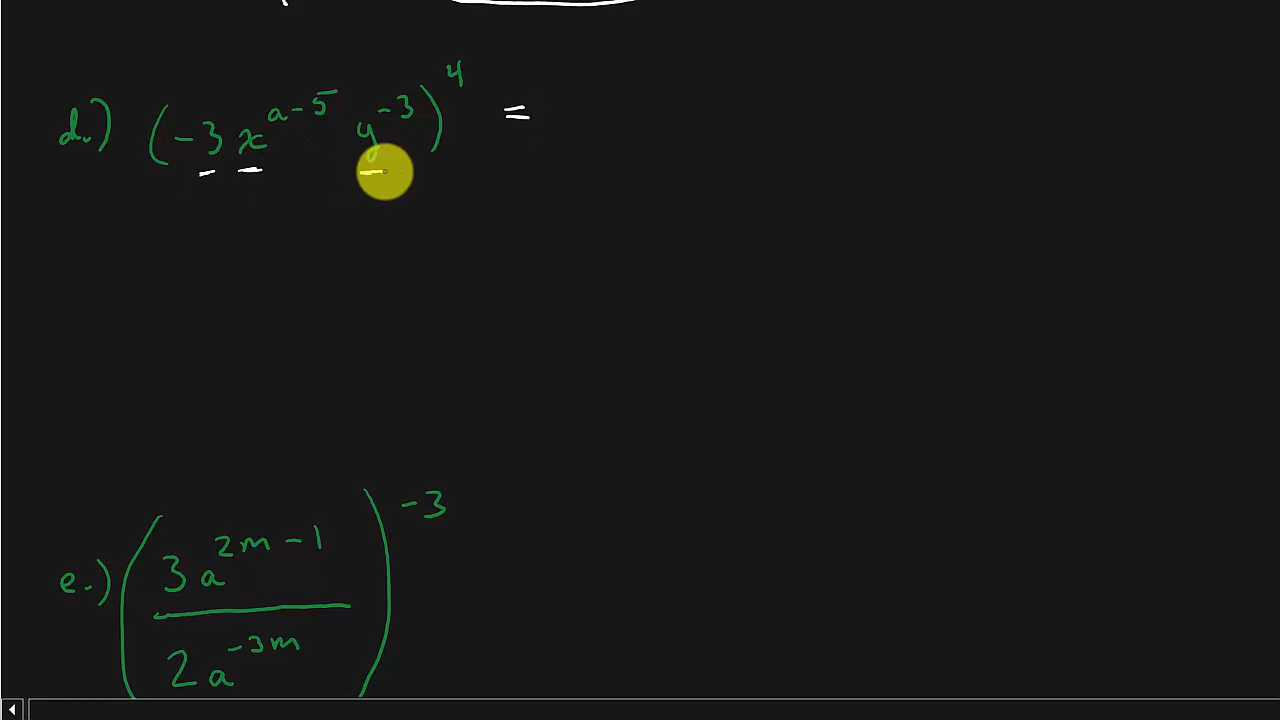 d.) (-3x^{a-5} y^{-3})^4 =
e.) (3a^{2m-1} / 2a^{-3m})^{-3}